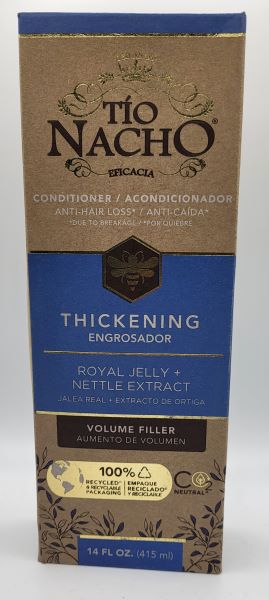 TÍO
NACHO®
EFICACIA
CONDITIONER / ACONDICIONADOR
ANTI-HAIR LOSS* / ANTI-CAÍDA*
*DUE TO BREAKAGE / *POR QUIEBRE
THICKENING
ENGROSADOR
ROYAL JELLY +
NETTLE EXTRACT
JALEA REAL + EXTRACTO DE ORTIGA
VOLUME FILLER
AUMENTO DE VOLUMEN
100%
RECYCLED* & RECYCLABLE PACKAGING
EMPAQUE RECICLADO* Y RECICLABLE
NEUTRAL
14 FL OZ. (415 ml)